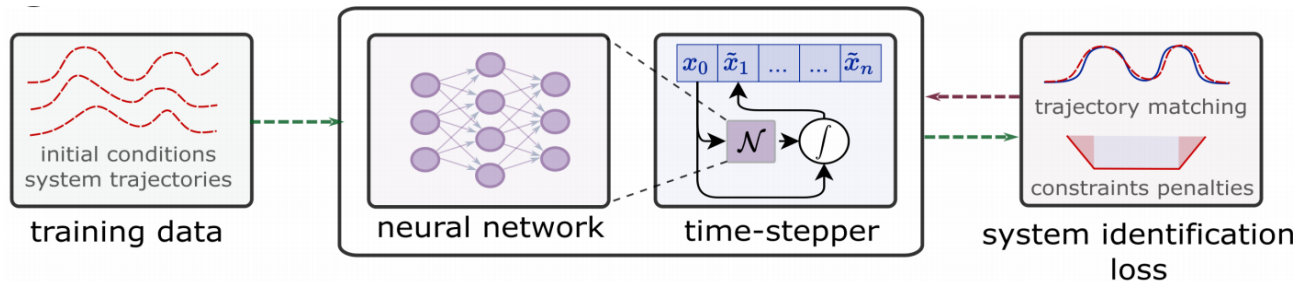 initial conditions
system trajectories
training data
neural network
x₀ x̃₁ ... ... x̃ₙ
𝒩 ∫
time-stepper
trajectory matching
constraints penalties
system identification
loss